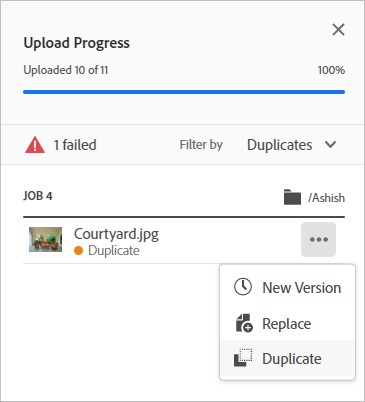 Upload Progress
Uploaded 10 of 11 100%
1 failed Filter by Duplicates
JOB 4 /Ashish
Courtyard.jpg
Duplicate
New Version
Replace
Duplicate